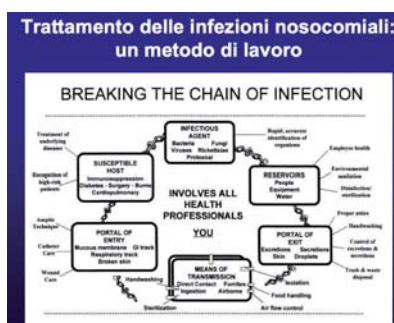 Trattamento delle infezioni nosocomiali:
un metodo di lavoro
BREAKING THE CHAIN OF INFECTION
INFECTIOUS AGENT
Bacteria Fungi
Viruses Rickettsiae
Protozoal
Rapid, accurate
identification of
organisms
Treatment of
underlying
disease
Employee health
SUSCEPTIBLE
HOST
Immunosuppression
Diabetes - Surgery - Burns
Cardiopulmonary
RESERVOIRS
People
Equipment
Water
Environmental
sanitation
Recognition of
high-risk
patients
Disinfection/
sterilization
INVOLVES ALL
HEALTH
PROFESSIONALS
YOU
Aseptic
Technique
Proper attire
PORTAL OF
ENTRY
Mucous membrane GI track
Respiratory track
Broken skin
PORTAL OF
EXIT
Excretions Secretions
Skin Droplets
Handwashing
Catheter
Care
Control of
excretions &
secretions
Wound
Care
Trash & waste
disposal
MEANS OF
TRANSMISSION
Direct Contact Fomites
Ingestion Airborne
Handwashing
Isolation
Food handling
Sterilization
Air flow control